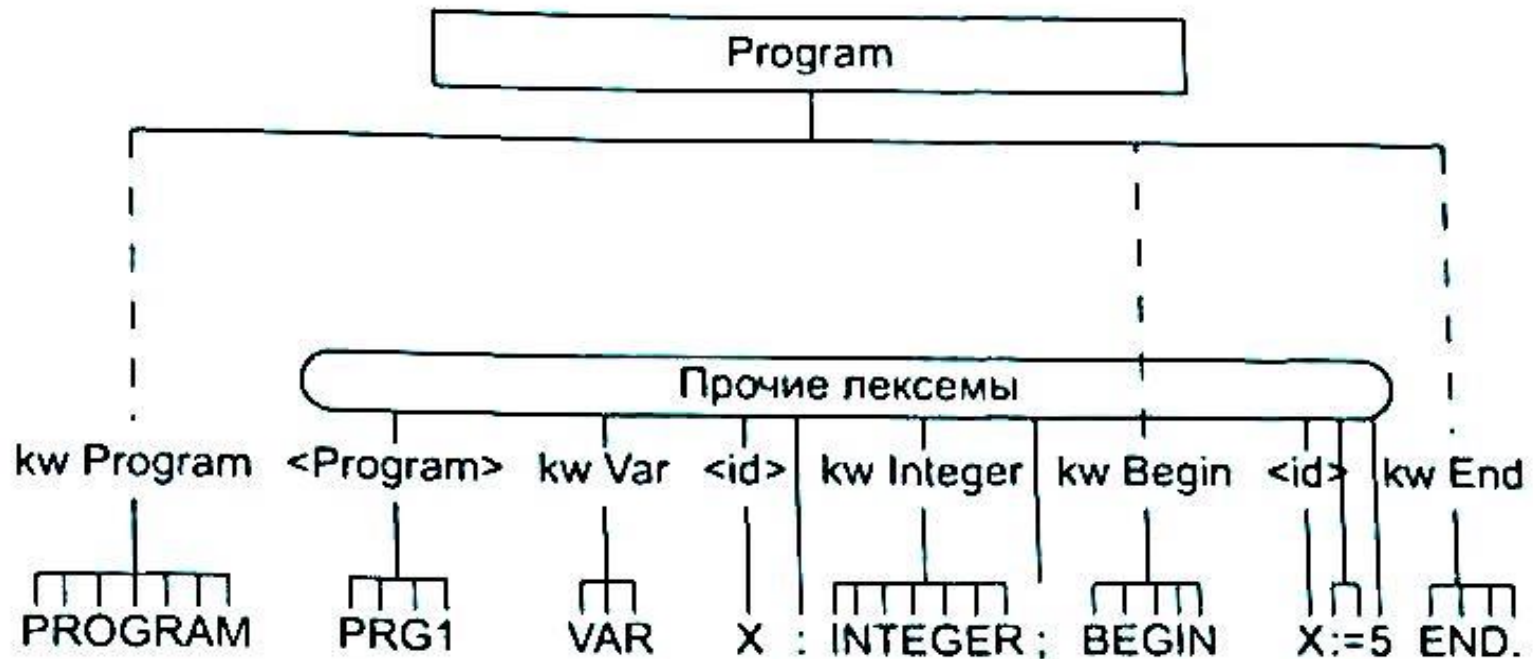 Program
Прочие лексемы
kw Program <Program> kw Var <id> kw Integer kw Begin <id> kw End
PROGRAM PRG1 VAR X : INTEGER ; BEGIN X:=5 END.